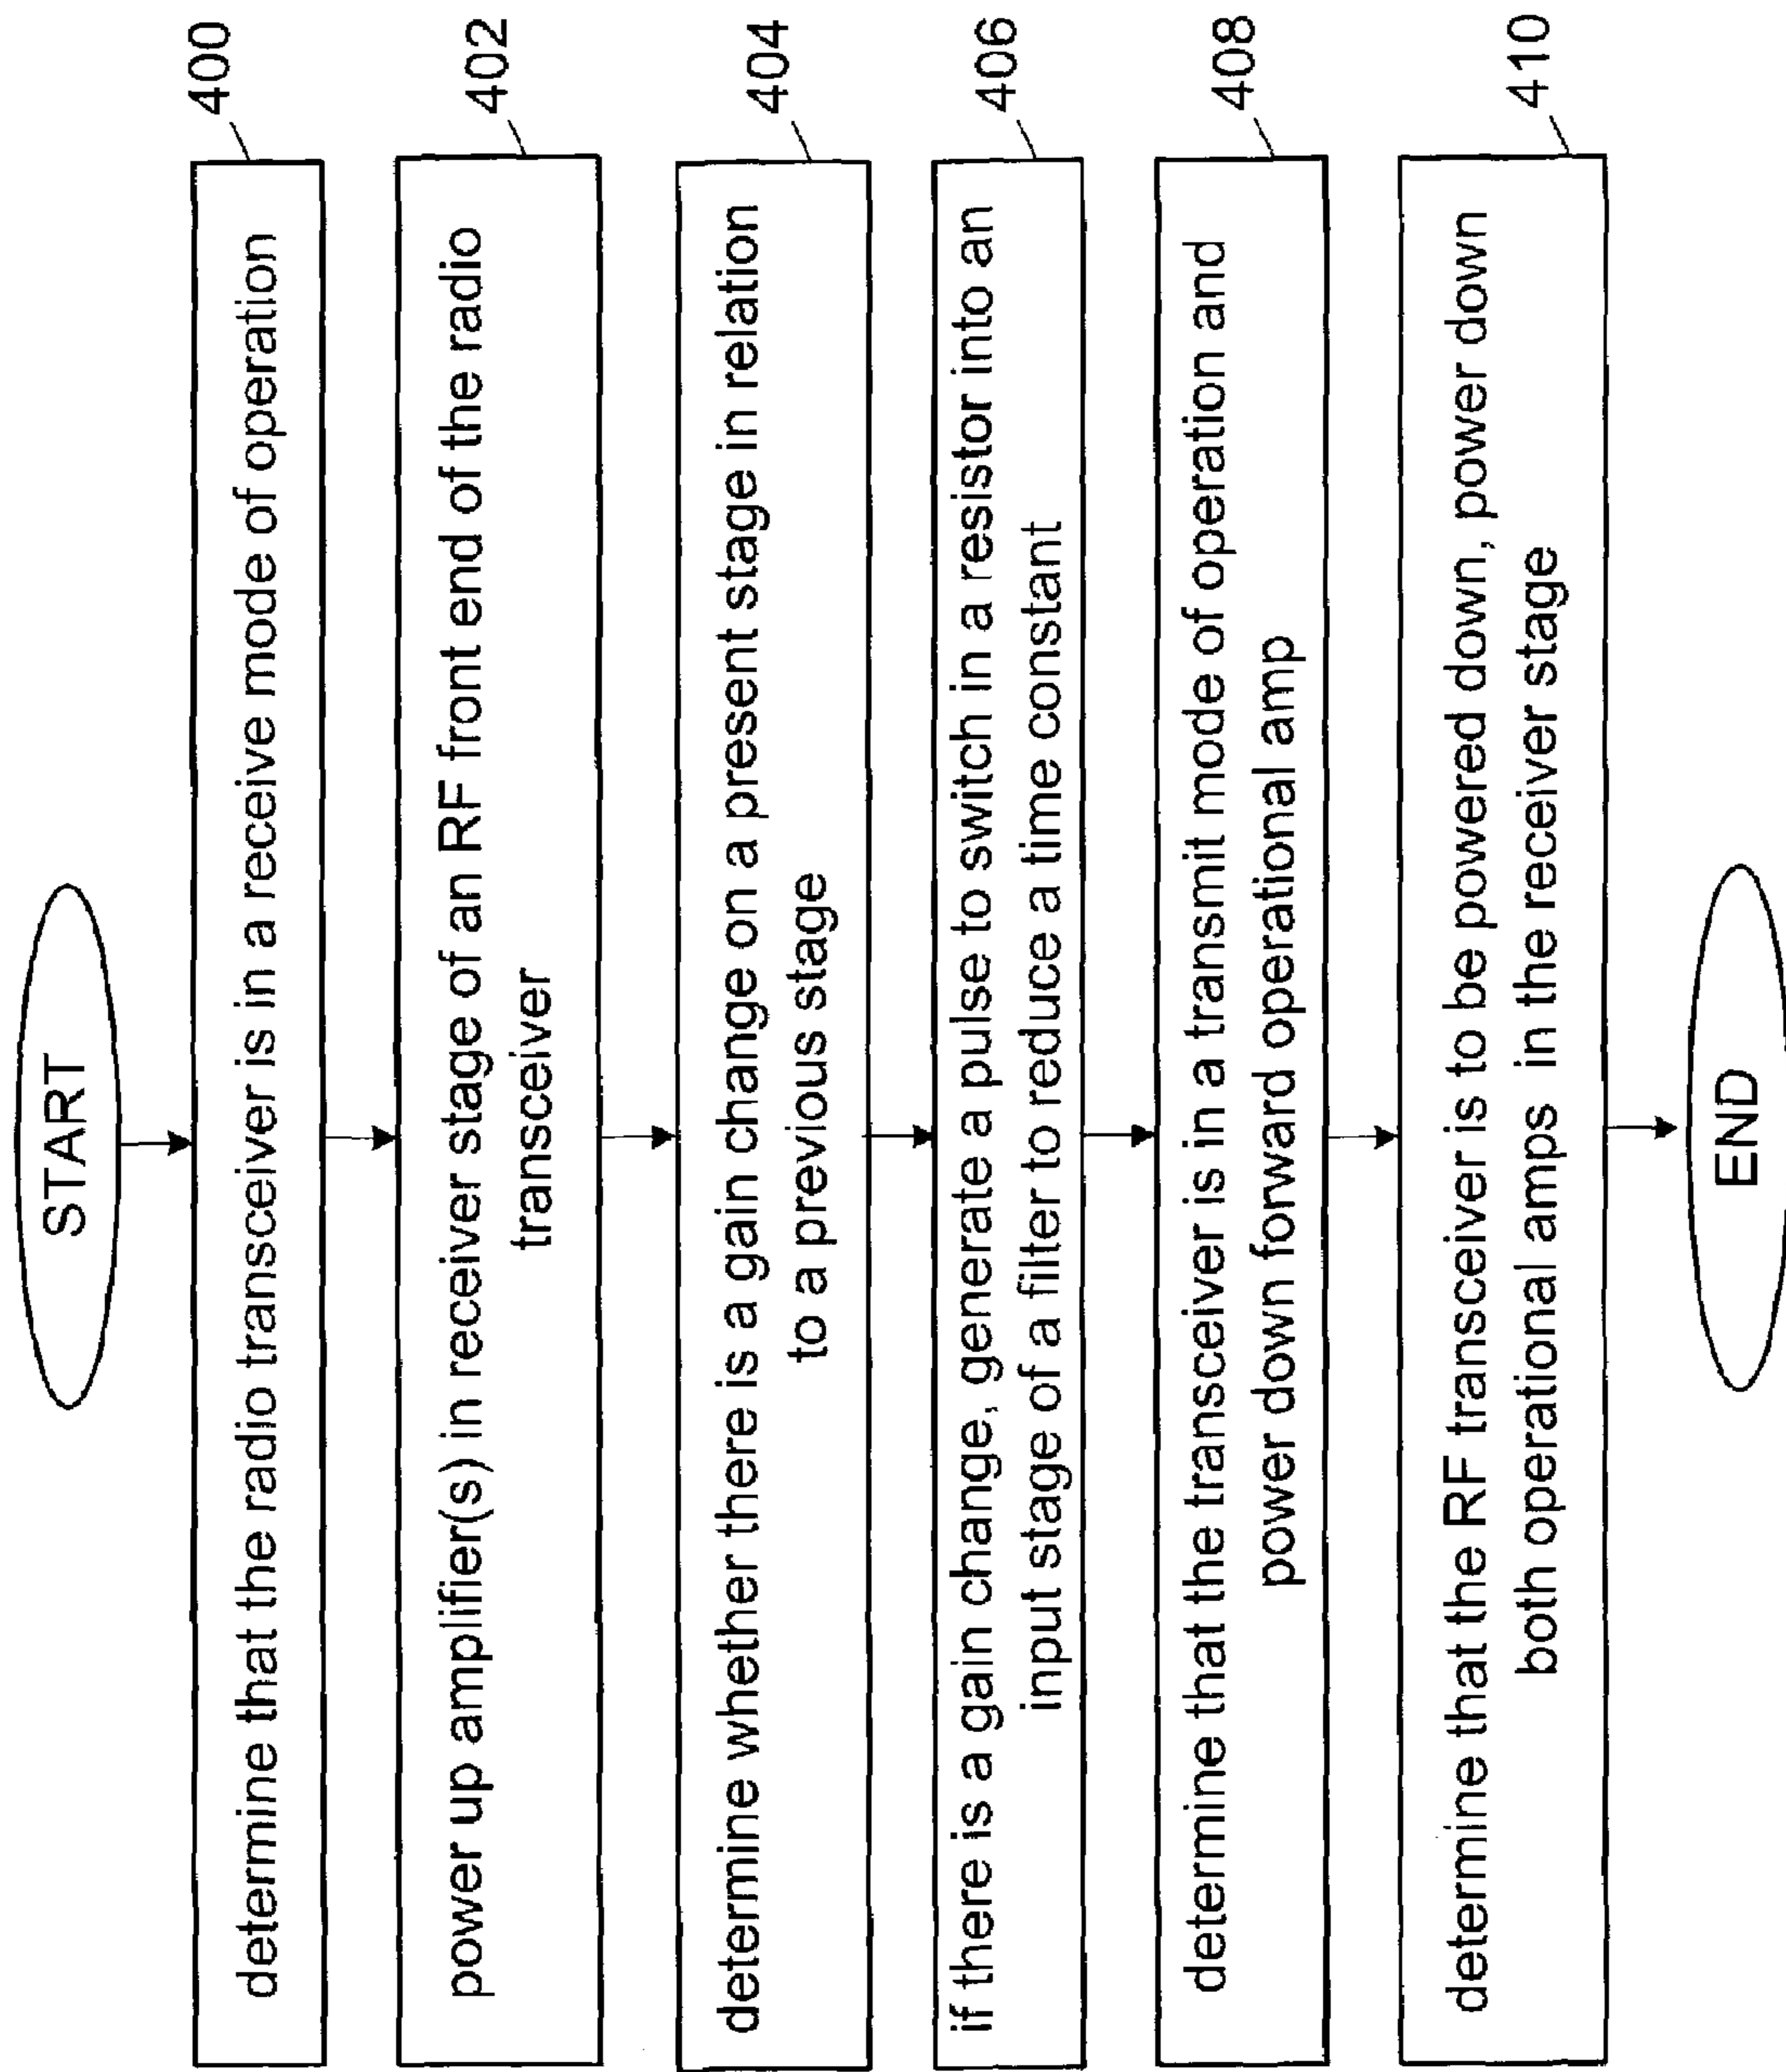 START
determine that the radio transceiver is in a receive mode of operation
400
power up amplifier(s) in receiver stage of an RF front end of the radio
transceiver
402
determine whether there is a gain change on a present stage in relation
to a previous stage
404
if there is a gain change, generate a pulse to switch in a resistor into an
input stage of a filter to reduce a time constant
406
determine that the transceiver is in a transmit mode of operation and
power down forward operational amp
408
determine that the RF transceiver is to be powered down, power down
both operational amps in the receiver stage
410
END